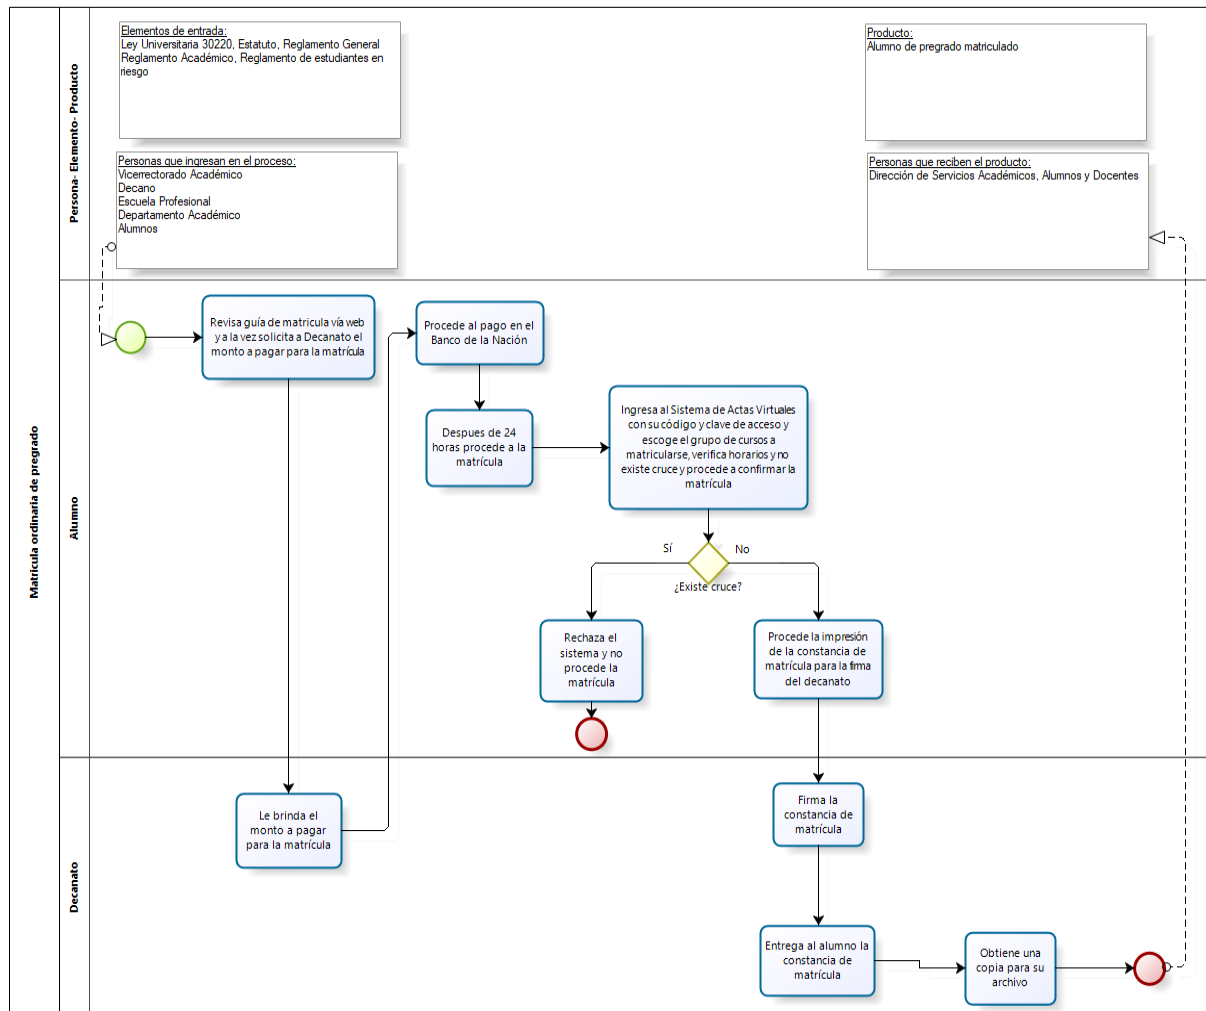 Matricula ordinaria de pregrado
Persona- Elemento- Producto
Elementos de entrada:
Ley Universitaria 30220, Estatuto, Reglamento General
Reglamento Académico, Reglamento de estudiantes en
riesgo
Producto:
Alumno de pregrado matriculado
Personas que ingresan en el proceso:
Vicerrectorado Académico
Decano
Escuela Profesional
Departamento Académico
Alumnos
Personas que reciben el producto:
Dirección de Servicios Académicos, Alumnos y Docentes
Alumno
Revisa guía de matricula vía web
y a la vez solicita a Decanato el
monto a pagar para la matrícula
Procede al pago en el
Banco de la Nación
Despues de 24
horas procede a la
matrícula
Ingresa al Sistema de Actas Virtuales
con su código y clave de acceso y
escoge el grupo de cursos a
matricularse, verifica horarios y no
existe cruce y procede a confirmar la
matrícula
Sí
No
¿Existe cruce?
Rechaza el
sistema y no
procede la
matrícula
Procede la impresión
de la constancia de
matrícula para la firma
del decanato
Decanato
Le brinda el
monto a pagar
para la matrícula
Firma la
constancia de
matrícula
Entrega al alumno la
constancia de
matrícula
Obtiene una
copia para su
archivo